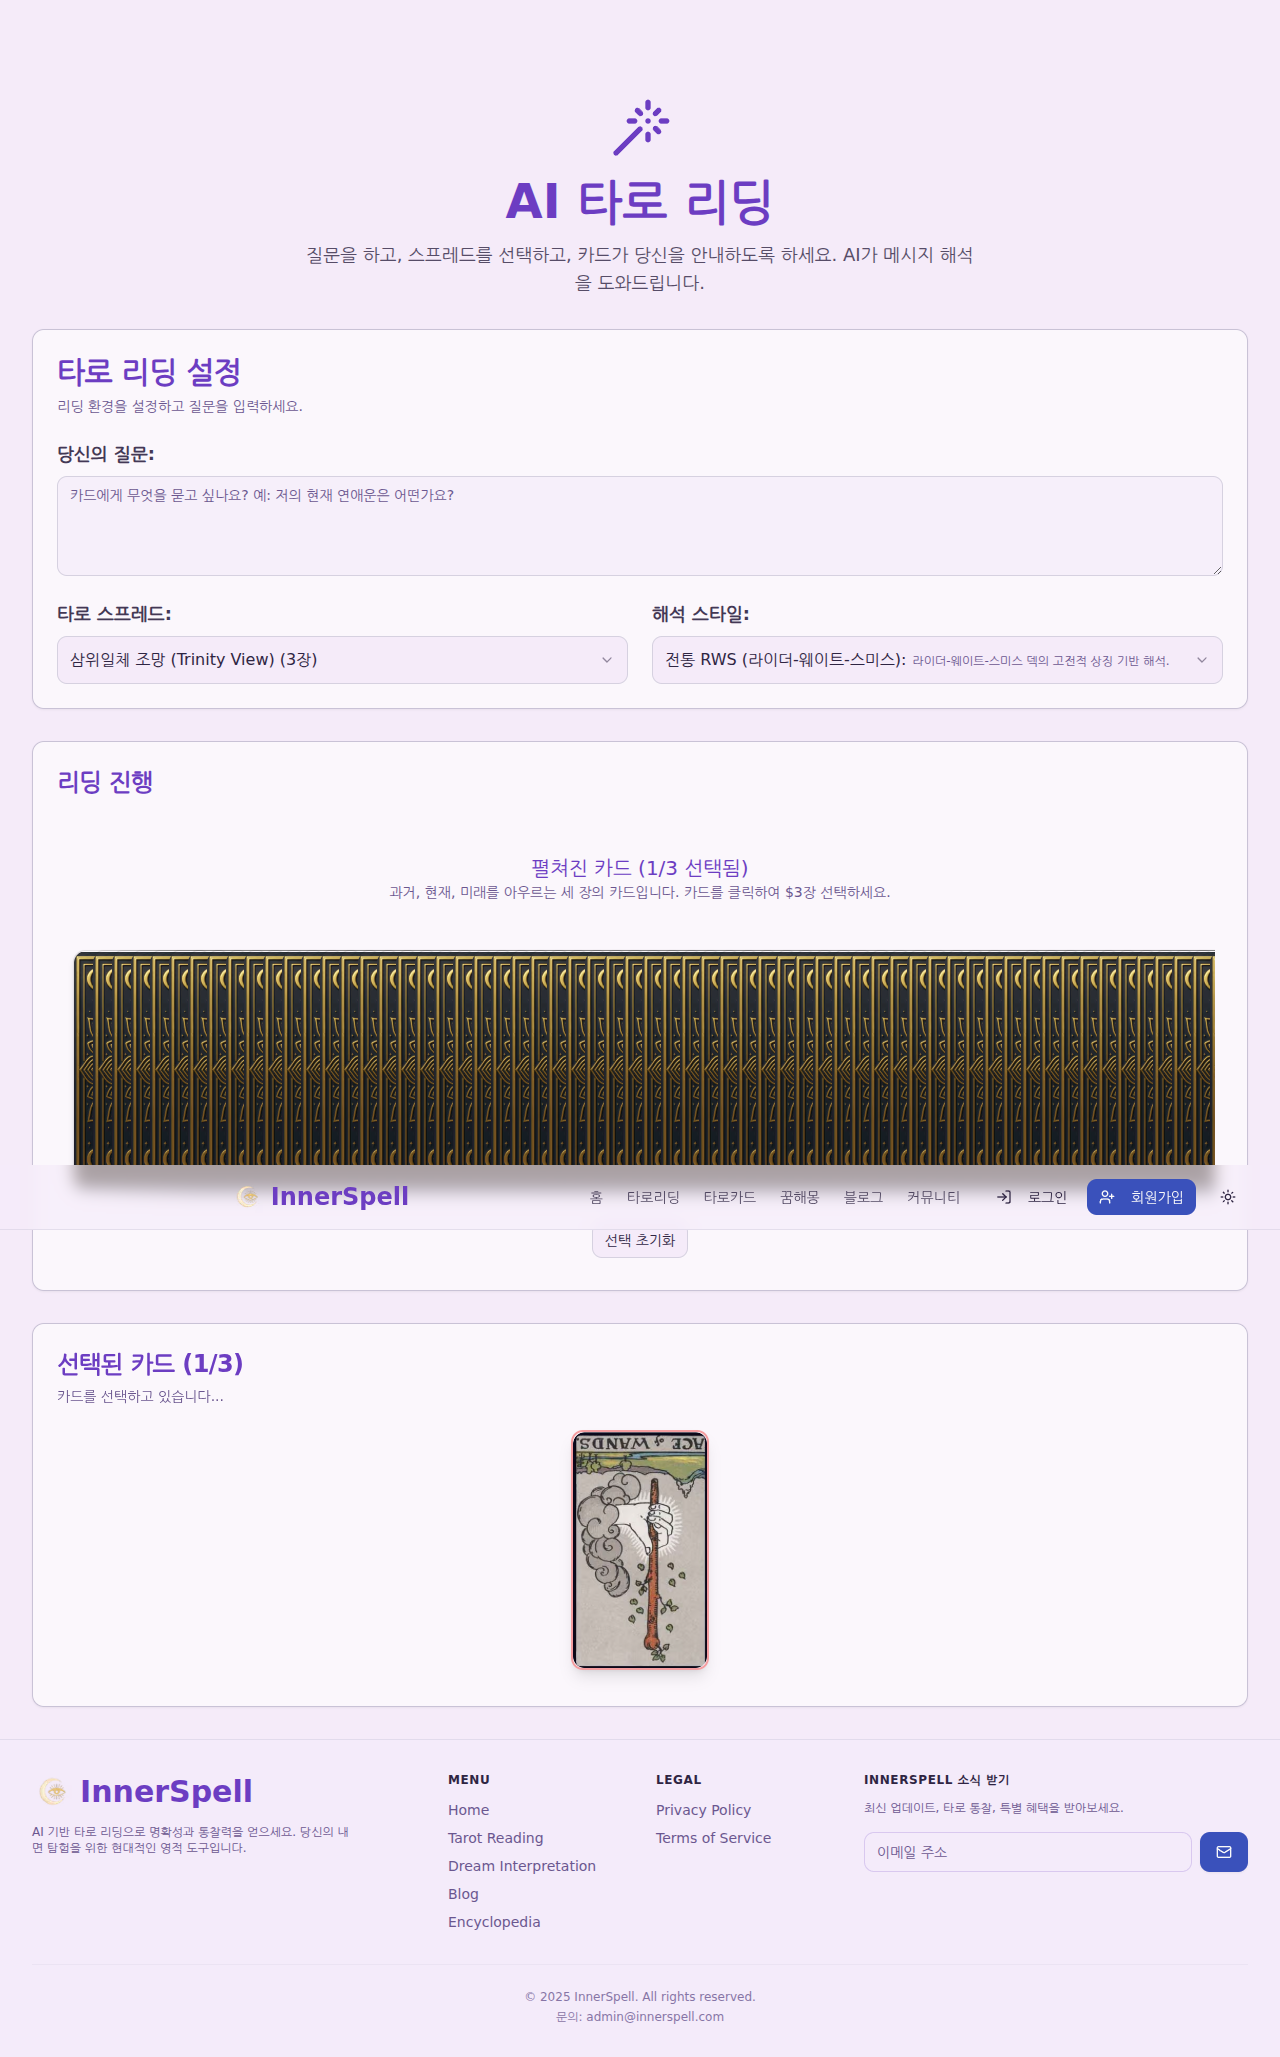 AI 타로 리딩
질문을 하고, 스프레드를 선택하고, 카드가 당신을 안내하도록 하세요. AI가 메시지 해석
을 도와드립니다.
타로 리딩 설정
리딩 환경을 설정하고 질문을 입력하세요.
당신의 질문:
카드에게 무엇을 묻고 싶나요? 예: 저의 현재 연애운은 어떤가요?
타로 스프레드:
해석 스타일:
삼위일체 조망 (Trinity View) (3장)
전통 RWS (라이더-웨이트-스미스): 라이더-웨이트-스미스 덱의 고전적 상징 기반 해석.
리딩 진행
펼쳐진 카드 (1/3 선택됨)
과거, 현재, 미래를 아우르는 세 장의 카드입니다. 카드를 클릭하여 $3장 선택하세요.
InnerSpell 홈 타로리딩 타로카드 꿈해몽 블로그 커뮤니티 로그인 회원가입
선택 초기화
선택된 카드 (1/3)
카드를 선택하고 있습니다...
ACE of WANDS.
InnerSpell
AI 기반 타로 리딩으로 명확성과 통찰력을 얻으세요. 당신의 내
면 탐험을 위한 현대적인 영적 도구입니다.
MENU
Home
Tarot Reading
Dream Interpretation
Blog
Encyclopedia
LEGAL
Privacy Policy
Terms of Service
INNERSPELL 소식 받기
최신 업데이트, 타로 통찰, 특별 혜택을 받아보세요.
이메일 주소
© 2025 InnerSpell. All rights reserved.
문의: admin@innerspell.com